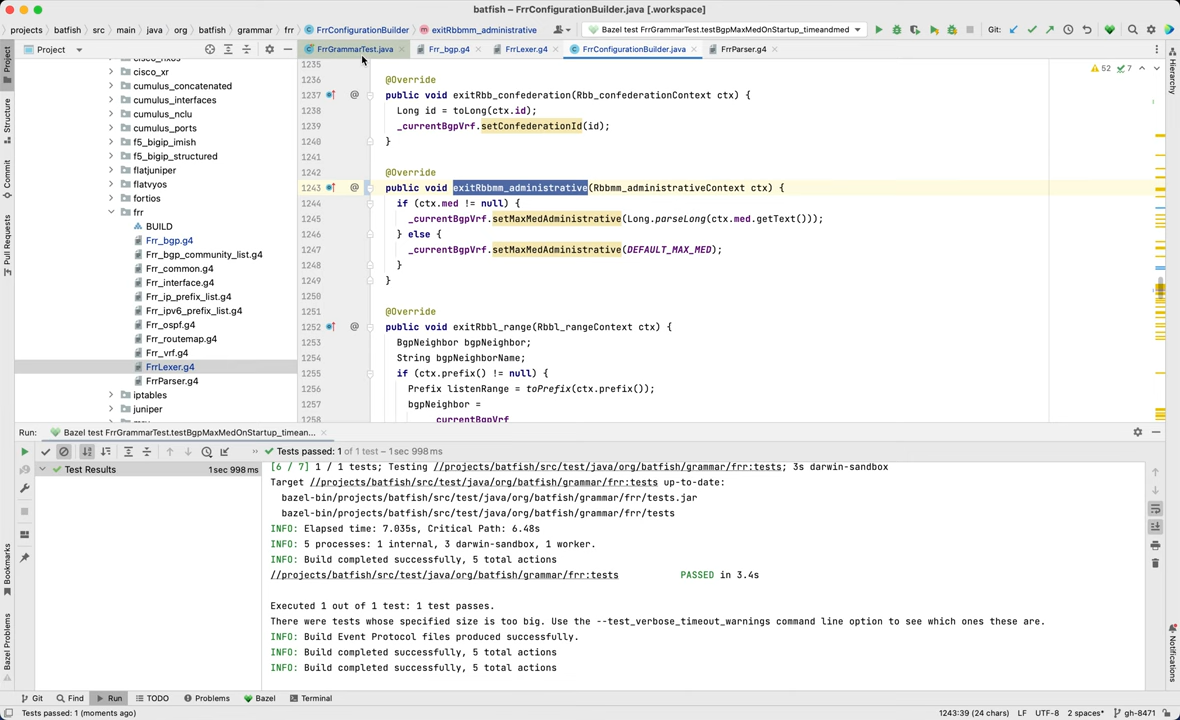 batfish – FrrConfigurationBuilder.java [.workspace]
batfish
src
main
java
org
batfish
grammar
frr
FrrConfigurationBuilder
exitRbbmm_administrative
Bazel test FrrGrammarTest.testBgpMaxMedOnStartup_timeandmed
Git:
Project
FrrGrammarTest.java
Frr_bgp.g4
FrrLexer.g4
FrrConfigurationBuilder.java
FrrParser.g4
cisco_xr
cumulus_concatenated
cumulus_interfaces
cumulus_nclu
cumulus_ports
f5_bigip_imish
f5_bigip_structured
flatjuniper
flatvyos
fortios
frr
BUILD
Frr_bgp.g4
Frr_bgp_community_list.g4
Frr_common.g4
Frr_interface.g4
Frr_ip_prefix_list.g4
Frr_ipv6_prefix_list.g4
Frr_ospf.g4
Frr_routemap.g4
Frr_vrf.g4
FrrLexer.g4
FrrParser.g4
iptables
juniper
Project
Structure
Commit
Pull Requests
Bookmarks
Bazel Problems
Hierarchy
Notifications
52 7
1235
1236 @Override
1237 @ public void exitRbb_confederation(Rbb_confederationContext ctx) {
1238 Long id = toLong(ctx.id);
1239 _currentBgpVrf.setConfederationId(id);
1240 }
1241
1242 @Override
1243 @ public void exitRbbmm_administrative(Rbbmm_administrativeContext ctx) {
1244 if (ctx.med != null) {
1245 _currentBgpVrf.setMaxMedAdministrative(Long.parseLong(ctx.med.getText()));
1246 } else {
1247 _currentBgpVrf.setMaxMedAdministrative(DEFAULT_MAX_MED);
1248 }
1249 }
1250
1251 @Override
1252 @ public void exitRbbl_range(Rbbl_rangeContext ctx) {
1253 BgpNeighbor bgpNeighbor;
1254 String bgpNeighborName;
1255 if (ctx.prefix() != null) {
1256 Prefix listenRange = toPrefix(ctx.prefix());
1257 bgpNeighbor =
1258 _currentBgpVrf
Run: Bazel test FrrGrammarTest.testBgpMaxMedOnStartup_timean...
Tests passed: 1 of 1 test – 1 sec 998 ms
Test Results 1 sec 998 ms
[6 / 7] 1 / 1 tests; Testing //projects/batfish/src/test/java/org/batfish/grammar/frr:tests; 3s darwin-sandbox
Target //projects/batfish/src/test/java/org/batfish/grammar/frr:tests up-to-date:
bazel-bin/projects/batfish/src/test/java/org/batfish/grammar/frr/tests.jar
bazel-bin/projects/batfish/src/test/java/org/batfish/grammar/frr/tests
INFO: Elapsed time: 7.035s, Critical Path: 6.48s
INFO: 5 processes: 1 internal, 3 darwin-sandbox, 1 worker.
INFO: Build completed successfully, 5 total actions
//projects/batfish/src/test/java/org/batfish/grammar/frr:tests PASSED in 3.4s
Executed 1 out of 1 test: 1 test passes.
There were tests whose specified size is too big. Use the --test_verbose_timeout_warnings command line option to see which ones these are.
INFO: Build Event Protocol files produced successfully.
INFO: Build completed successfully, 5 total actions
INFO: Build completed successfully, 5 total actions
Git Find Run TODO Problems Bazel Terminal
Tests passed: 1 (moments ago) 1243:39 (24 chars) LF UTF-8 2 spaces* gh-8471